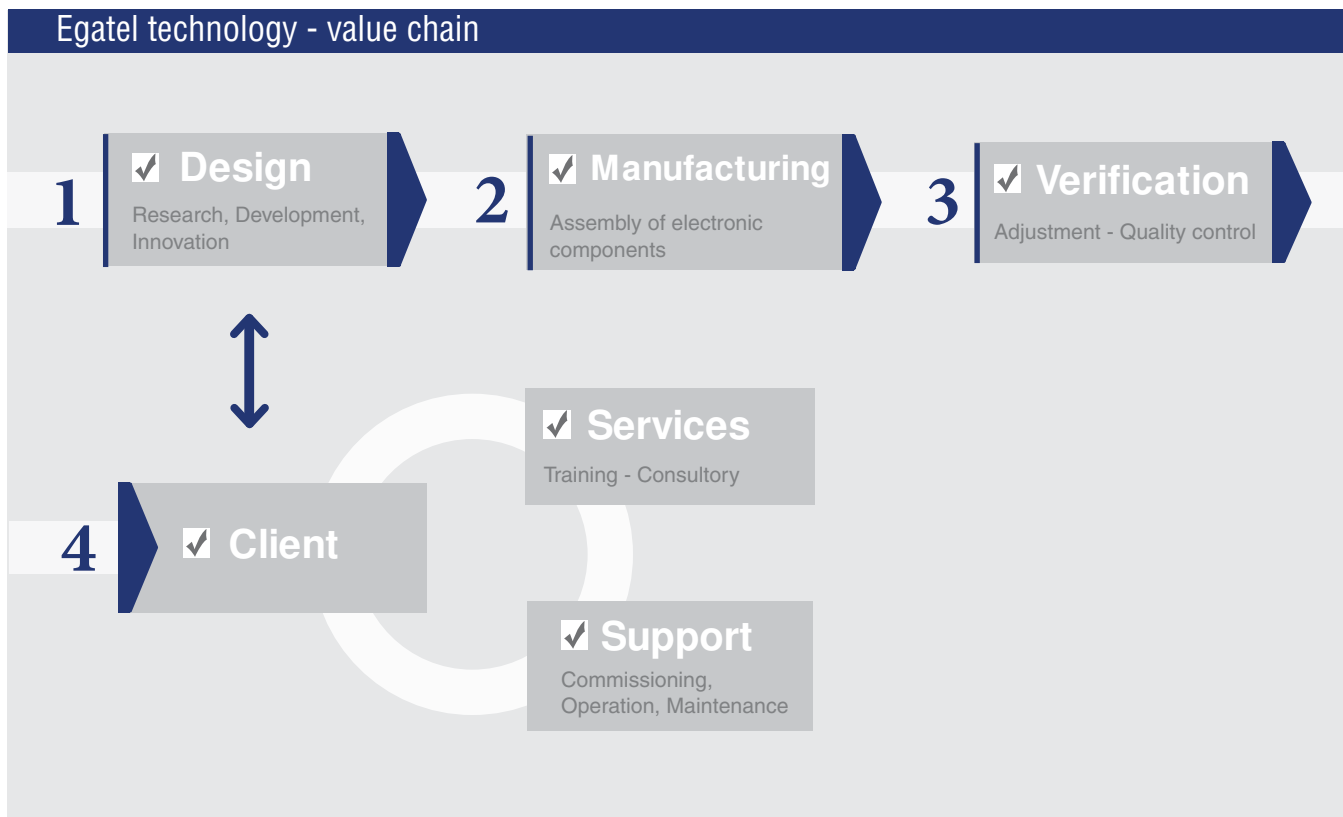 Egatel technology - value chain
1
Design
Research, Development,
Innovation
2
Manufacturing
Assembly of electronic
components
3
Verification
Adjustment - Quality control
4
Client
Services
Training - Consultory
Support
Commissioning,
Operation, Maintenance